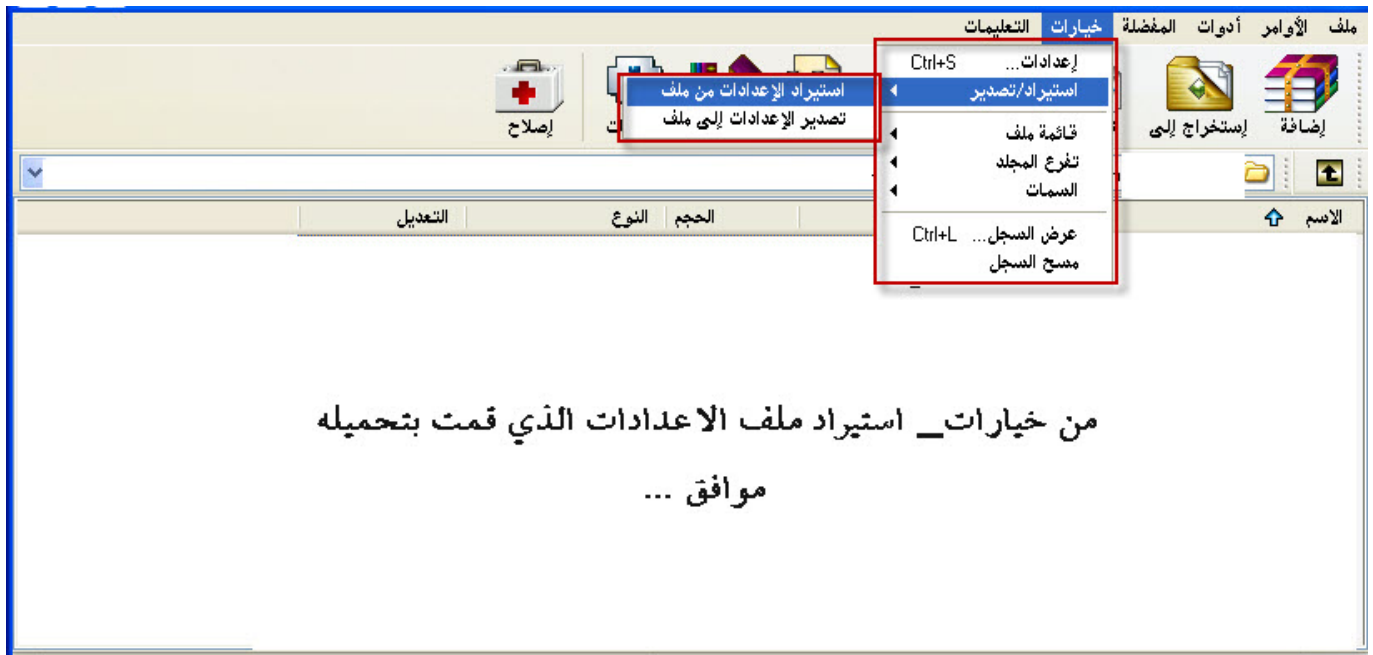 ملف الأوامر أدوات المفضلة خيارات التعليمات
إعدادات... Ctrl+S
استيراد/تصدير
استيراد الإعدادات من ملف
تصدير الإعدادات إلى ملف
قائمة ملف
تفرع المجلد
السمات
عرض السجل... Ctrl+L
مسح السجل
إضافة إستخراج إلى إصلاح
الاسم الحجم النوع التعديل
من خيارات_ استيراد ملف الاعدادات الذي قمت بتحميله
موافق ...